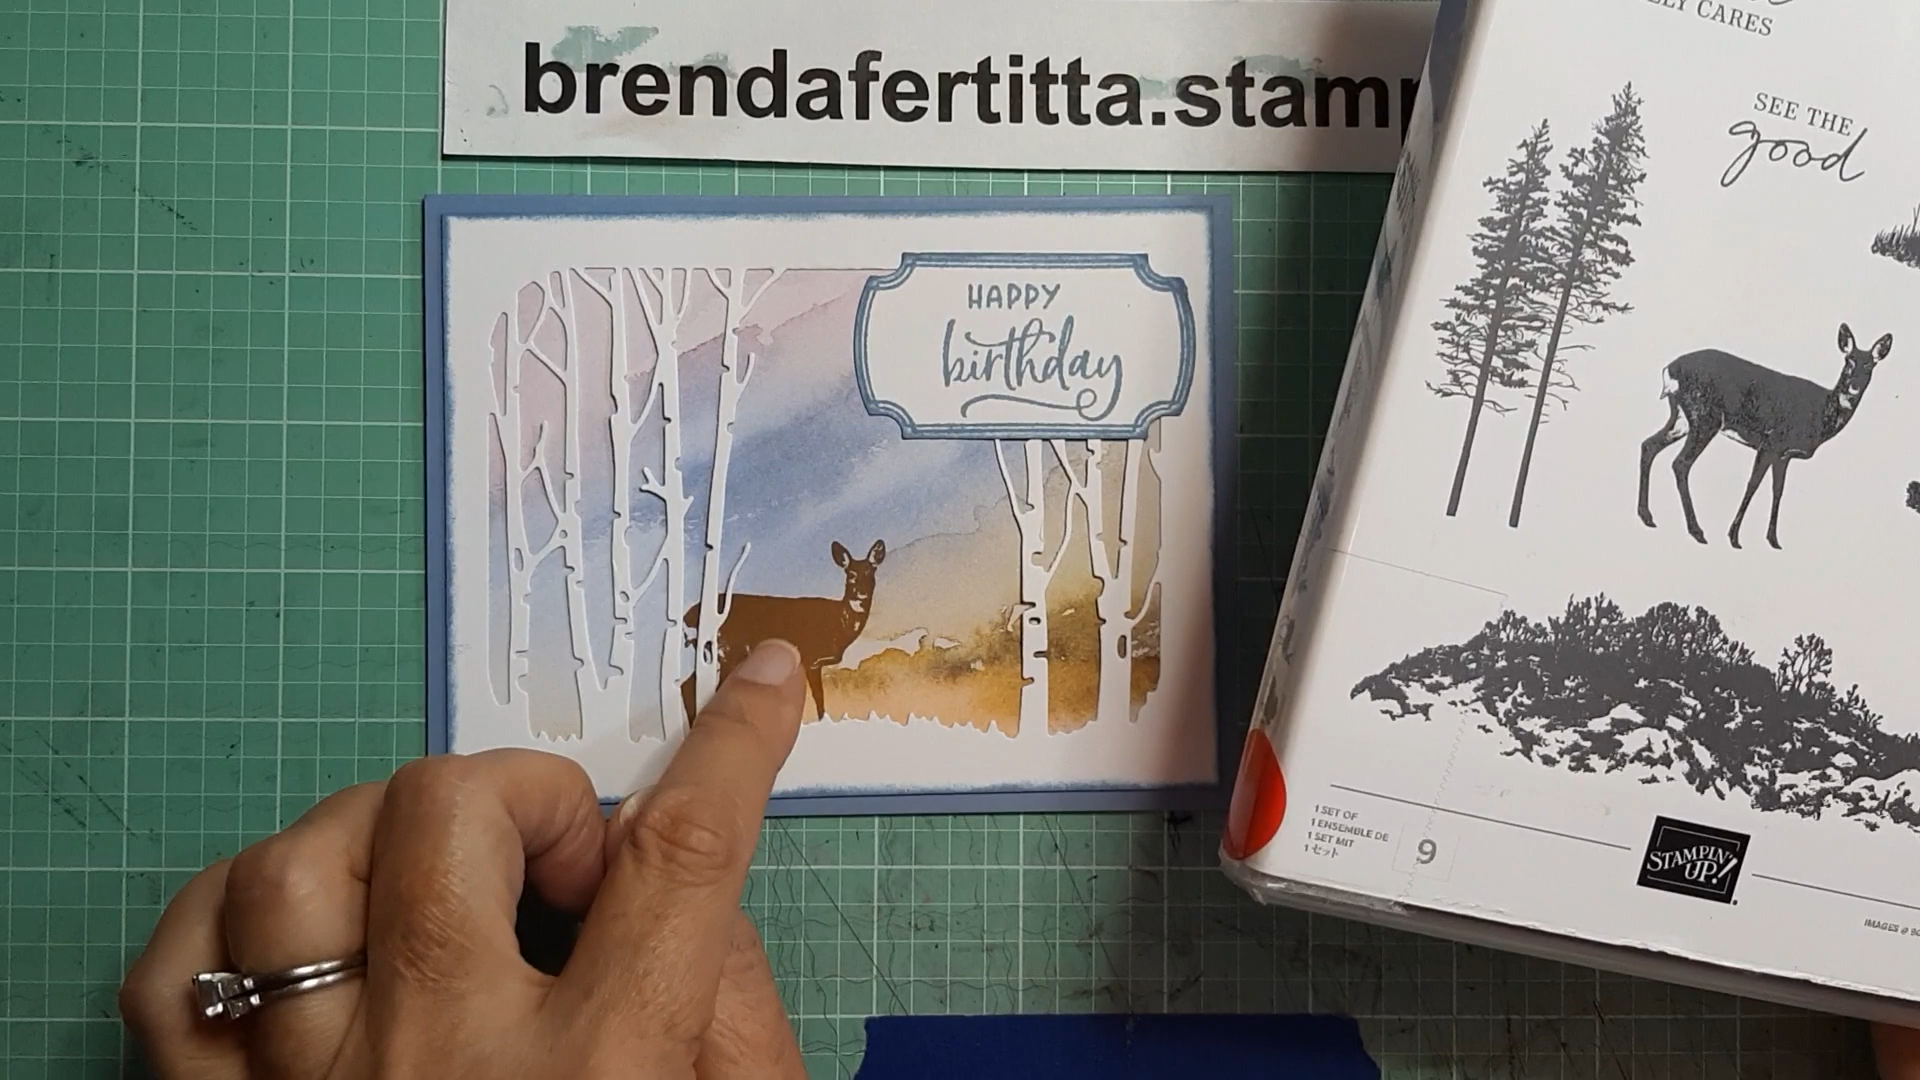 brendafertitta.stamp
LY CARES
SEE THE
good
HAPPY
birthday
1 SET OF
1 ENSEMBLE DE
1 SET MIT
1 セット
9
STAMPIN'
UP!
IMAGES ©